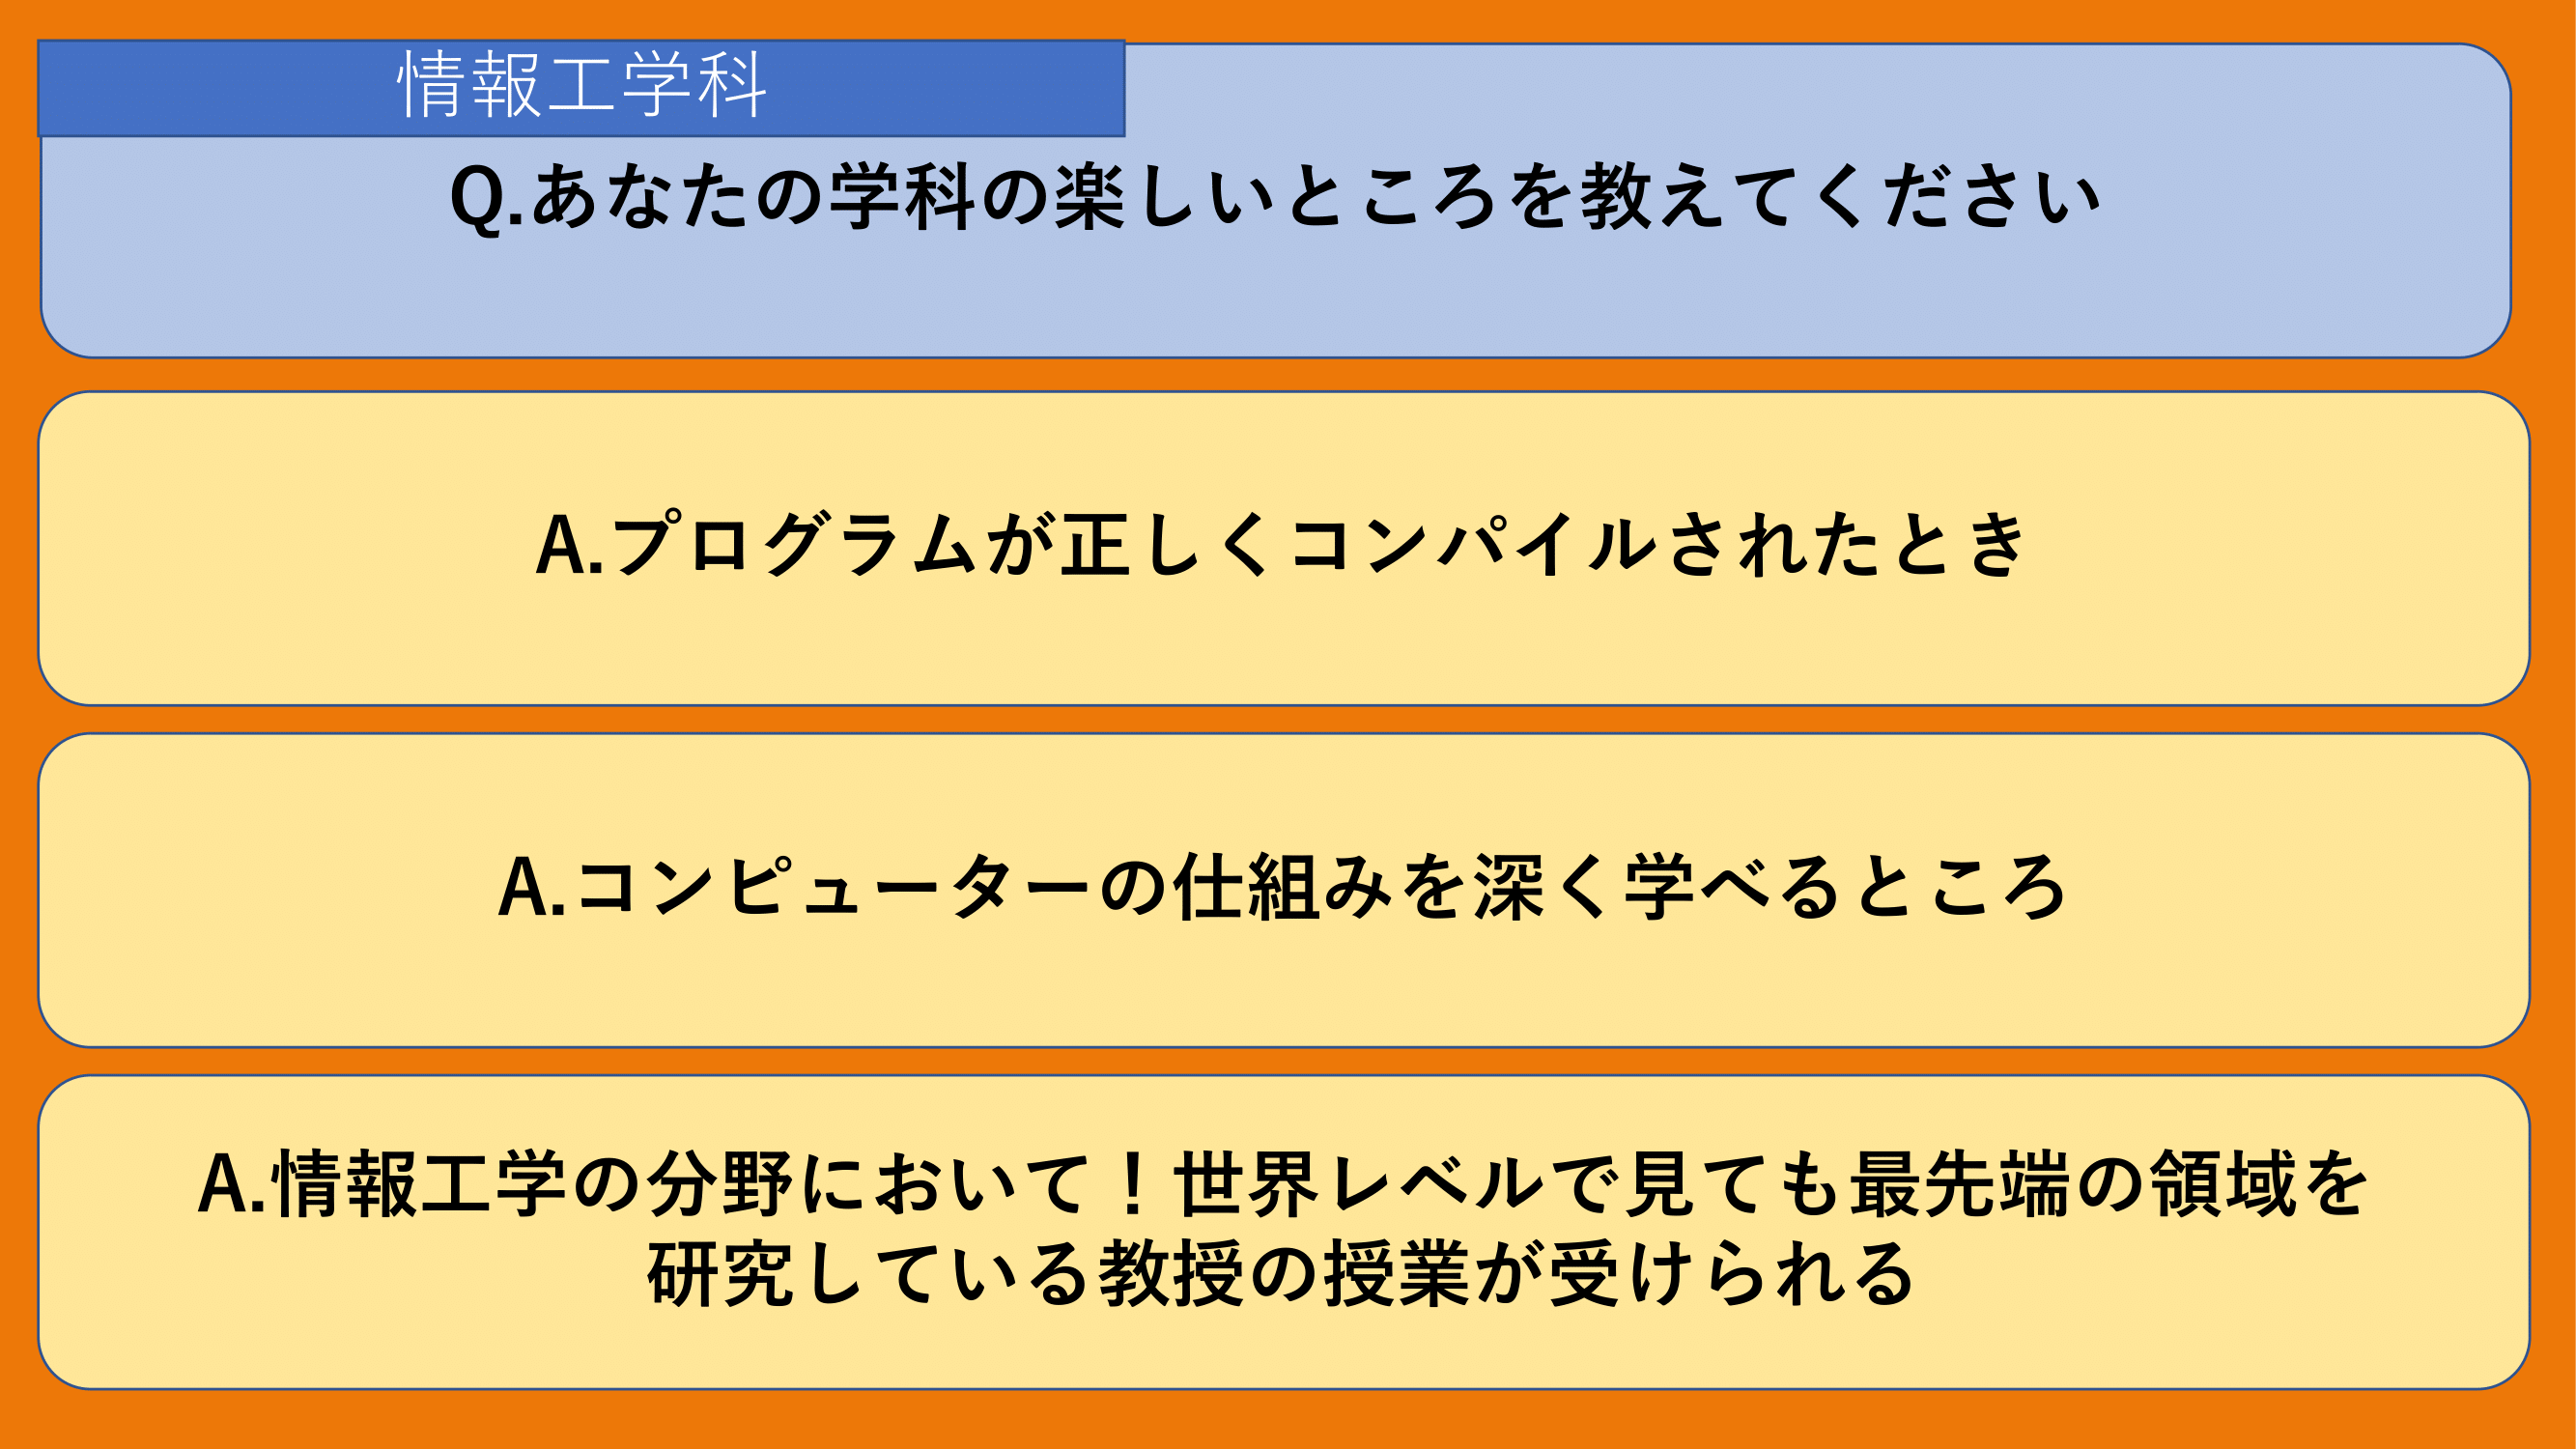 情報工学科
Q.あなたの学科の楽しいところを教えてください
A.プログラムが正しくコンパイルされたとき
A.コンピューターの仕組みを深く学べるところ
A.情報工学の分野において！世界レベルで見ても最先端の領域を
研究している教授の授業が受けられる